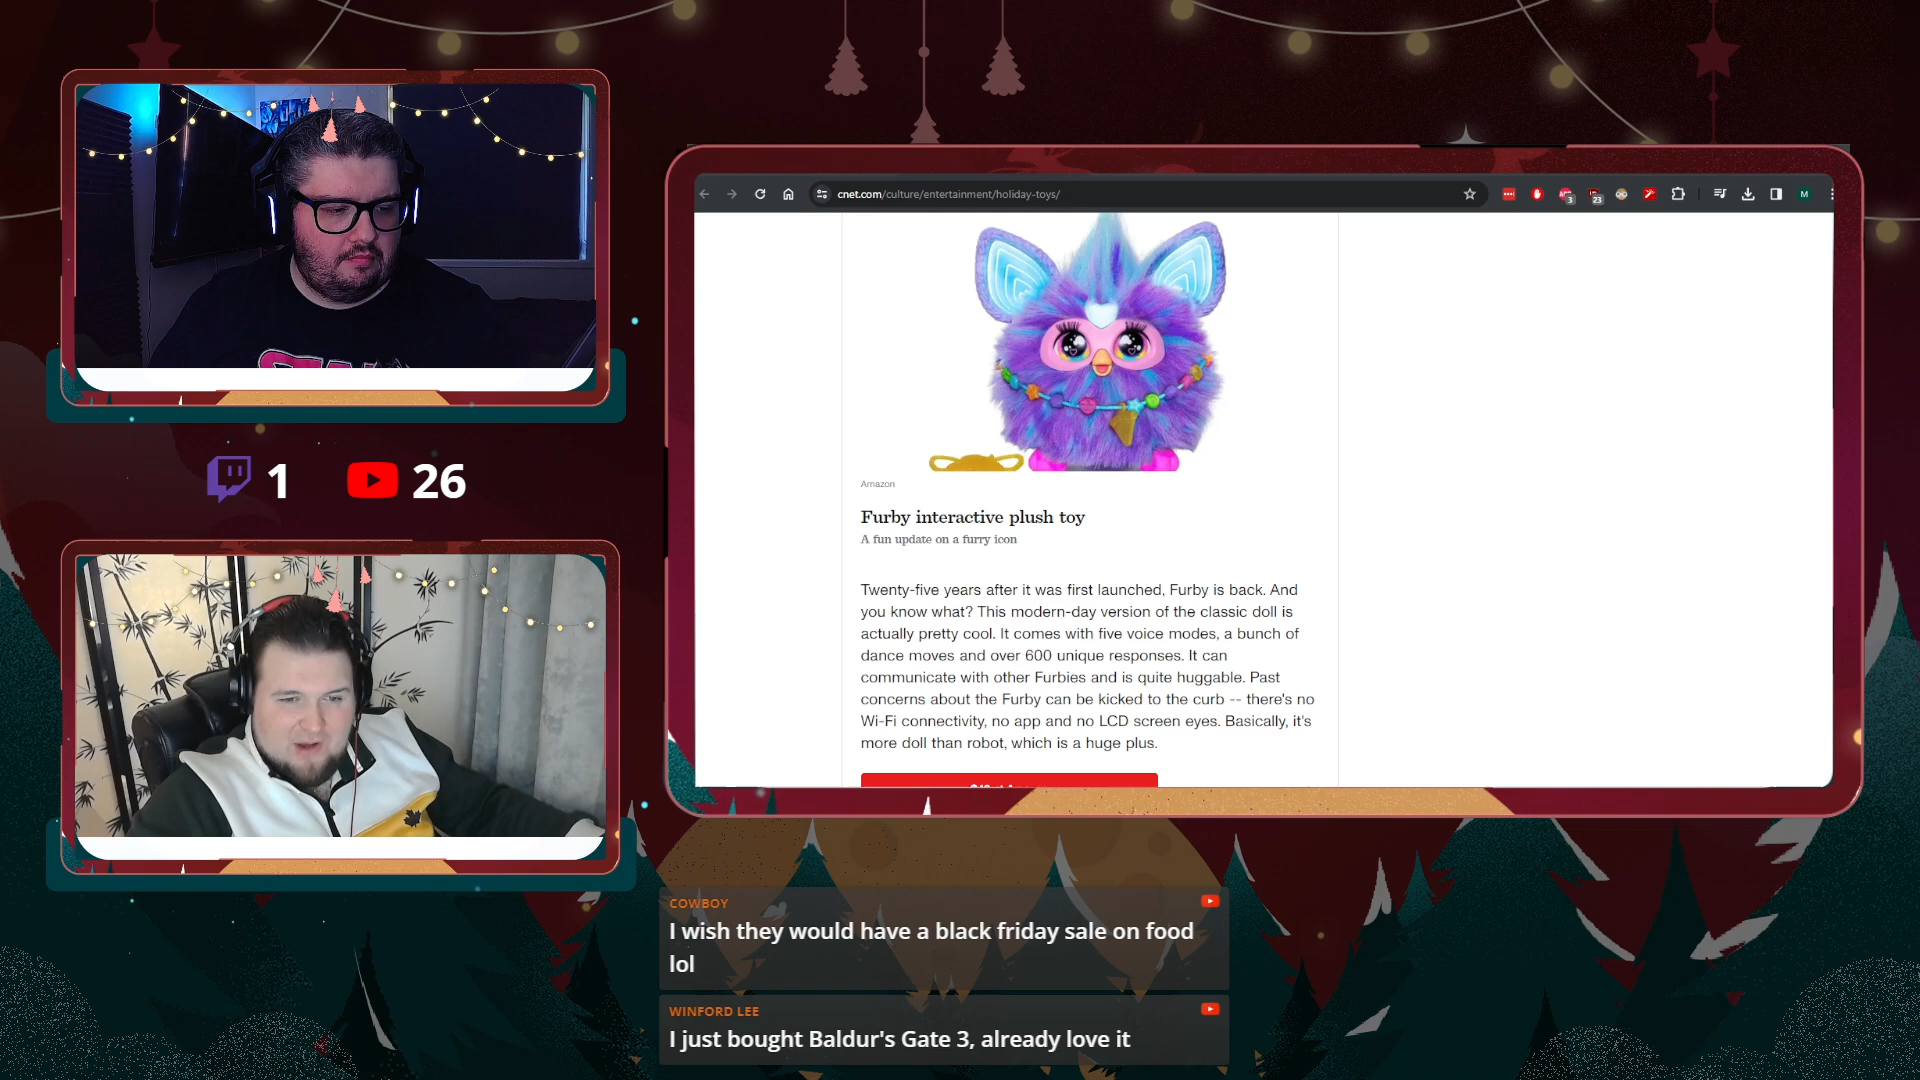 1
26
cnet.com/culture/entertainment/holiday-toys/
3
23
M
Amazon
Furby interactive plush toy
A fun update on a furry icon
Twenty-five years after it was first launched, Furby is back. And
you know what? This modern-day version of the classic doll is
actually pretty cool. It comes with five voice modes, a bunch of
dance moves and over 600 unique responses. It can
communicate with other Furbies and is quite huggable. Past
concerns about the Furby can be kicked to the curb -- there's no
Wi-Fi connectivity, no app and no LCD screen eyes. Basically, it's
more doll than robot, which is a huge plus.
COWBOY
I wish they would have a black friday sale on food
lol
WINFORD LEE
I just bought Baldur's Gate 3, already love it